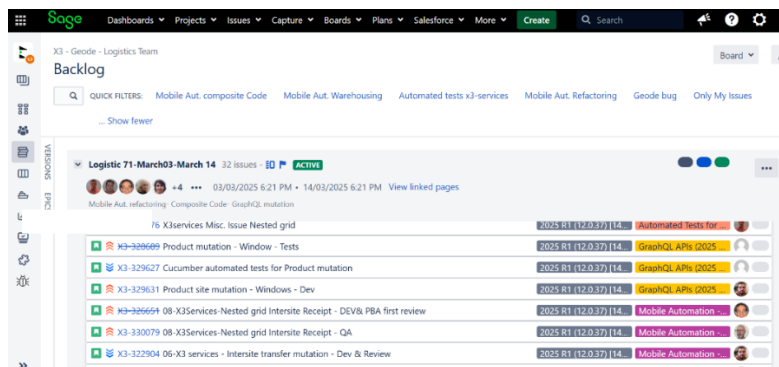 Sage Dashboards Projects Issues Capture Boards Plans Salesforce More Create Search
X3 - Geode - Logistics Team
Board
Backlog
QUICK FILTERS: Mobile Aut. composite Code Mobile Aut. Warehousing Automated tests x3-services Mobile Aut. Refactoring Geode bug Only My Issues
... Show fewer
VERSIONS
Logistic 71-March03-March 14 32 issues - ACTIVE
+4 ••• 03/03/2025 6:21 PM • 14/03/2025 6:21 PM View linked pages
Mobile Aut. refactoring- Composite Code- GraphQL mutation
76 X3services Misc. Issue Nested grid 2025 R1 (12.0.37) [14... Automated Tests for ...
X3-328689 Product mutation - Window - Tests 2025 R1 (12.0.37) [14... GraphQL APIs (2025 ...
X3-329627 Cucumber automated tests for Product mutation 2025 R1 (12.0.37) [14... GraphQL APIs (2025 ...
X3-329631 Product site mutation - Windows - Dev 2025 R1 (12.0.37) [14... GraphQL APIs (2025 ...
X3-326651 08-X3Services-Nested grid Intersite Receipt - DEV& PBA first review 2025 R1 (12.0.37) [14... Mobile Automation -...
X3-330079 08-X3Services-Nested grid Intersite Receipt - QA 2025 R1 (12.0.37) [14... Mobile Automation -...
X3-322904 06-X3 services - Intersite transfer mutation - Dev & Review 2025 R1 (12.0.37) [14... Mobile Automation -...